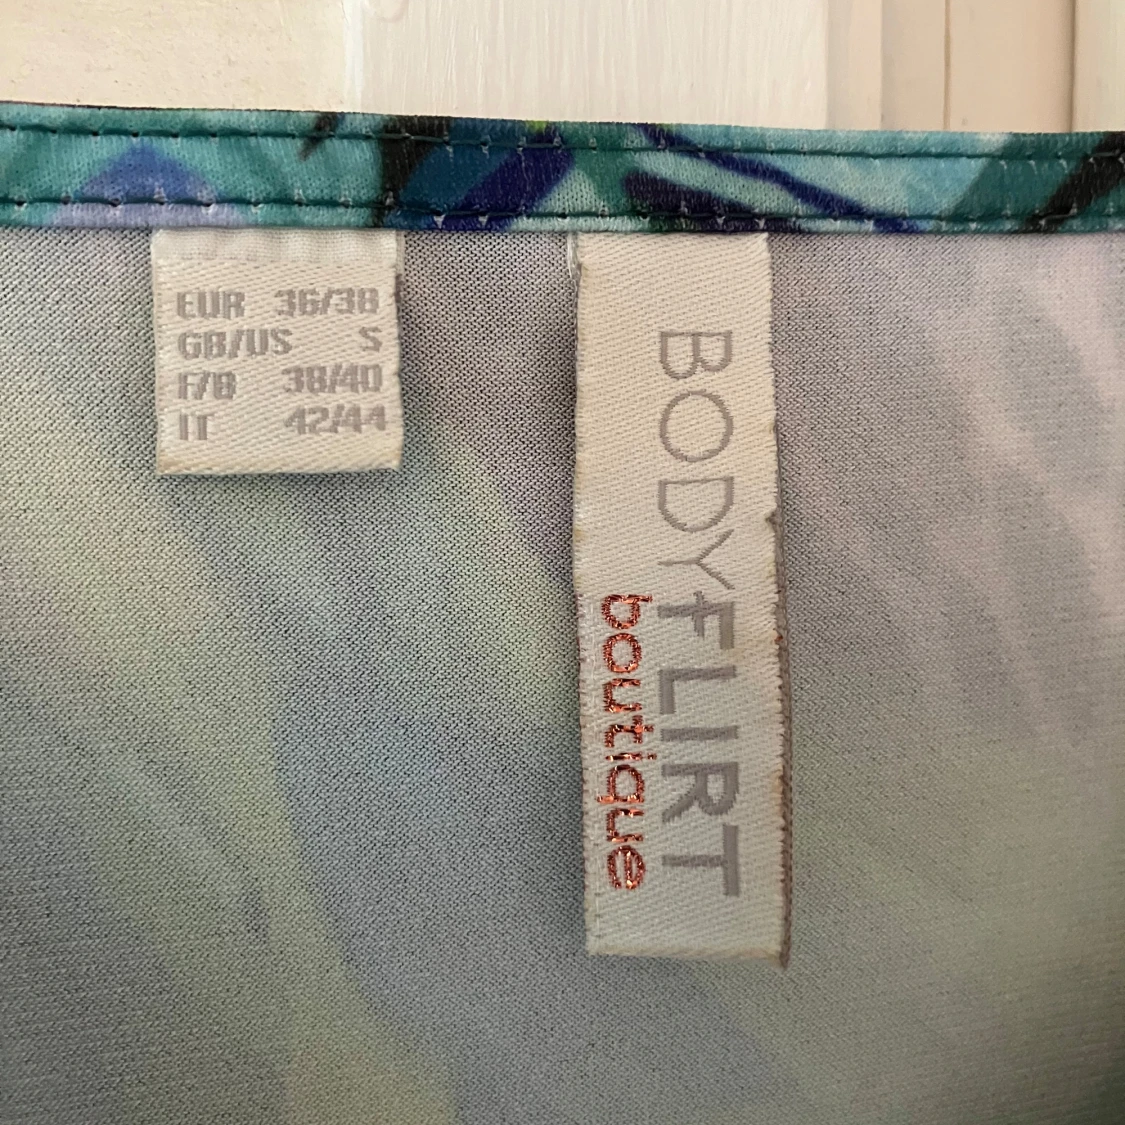 EUR 36/38
GB/US S
F/B 38/40
IT 42/44
BODYFLIRT
boutique